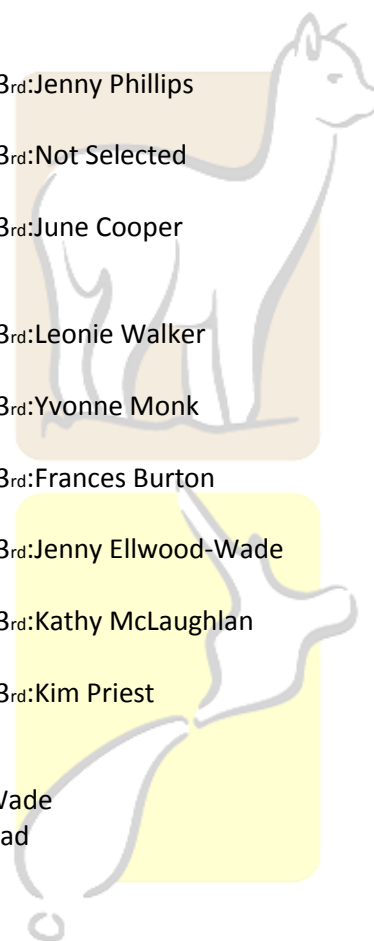 3rd:Jenny Phillips
3rd:Not Selected
3rd:June Cooper
3rd:Leonie Walker
3rd:Yvonne Monk
3rd:Frances Burton
3rd:Jenny Ellwood-Wade
3rd:Kathy McLaughlan
3rd:Kim Priest
Wade
ad